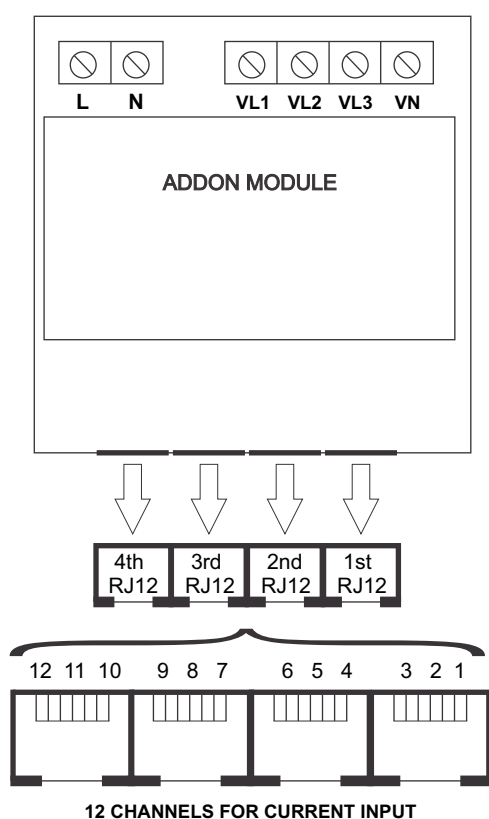 L N VL1 VL2 VL3 VN
ADDON MODULE
4th 3rd 2nd 1st
RJ12 RJ12 RJ12 RJ12
12 11 10 9 8 7 6 5 4 3 2 1
12 CHANNELS FOR CURRENT INPUT